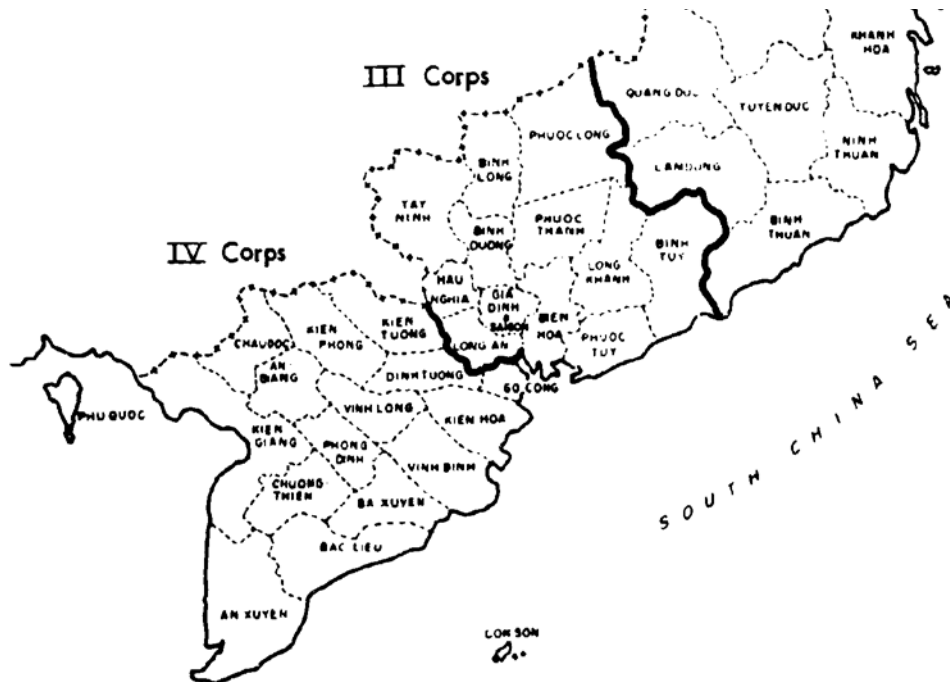 KHANH
HOA
III Corps
QUANG DUC
TUYEN DUC
PHUOC LONG
NINH
THUAN
BINH
LONG
LAM DONG
TAY
NINH
PHUOC
THANH
BINH
THUAN
BINH
DUONG
BINH
TUY
IV Corps
LONG
KHANH
HAU
NGHIA
GIA
DINH
SAIGON
BIEN
HOA
KIEN
TUONG
KIEN
PHONG
CHAU DOC
LONG AN
PHUOC
TUY
AN
GIANG
DINH TUONG
GO CONG
PHU QUOC
VINH LONG
KIEN HOA
KIEN
GIANG
PHONG
DINH
VINH BINH
CHUONG
THIEN
BA XUYEN
SOUTH CHINA SEA
BAC LIEU
AN XUYEN
CON SON